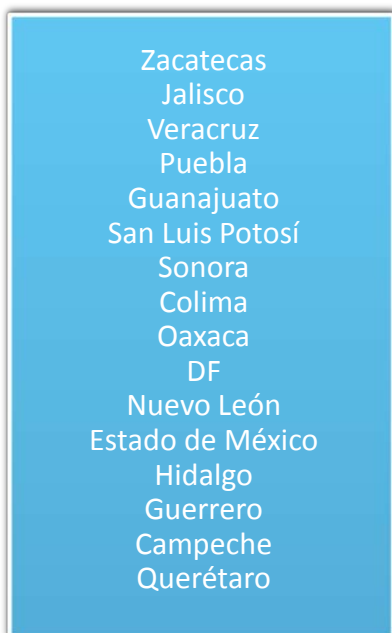 Zacatecas
Jalisco
Veracruz
Puebla
Guanajuato
San Luis Potosí
Sonora
Colima
Oaxaca
DF
Nuevo León
Estado de México
Hidalgo
Guerrero
Campeche
Querétaro